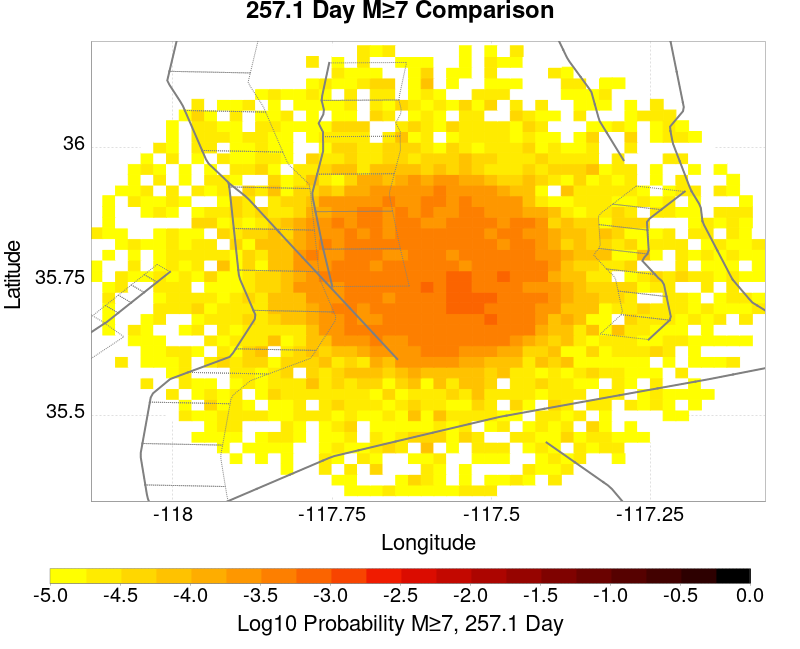 257.1 Day M≥7 Comparison
36
35.75
35.5
Latitude
-118 -117.75 -117.5 -117.25
Longitude
-5.0 -4.5 -4.0 -3.5 -3.0 -2.5 -2.0 -1.5 -1.0 -0.5 0.0
Log10 Probability M≥7, 257.1 Day